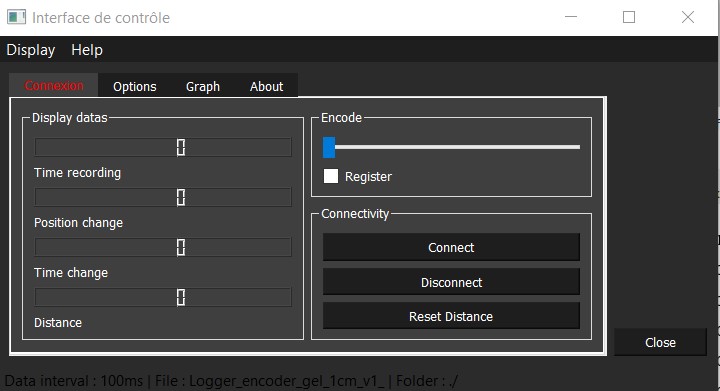 Interface de contrôle
Display Help
Connexion Options Graph About
Display datas
Time recording
Position change
Time change
Distance
Encode
Register
Connectivity
Connect
Disconnect
Reset Distance
Close
Data interval : 100ms | File : Logger_encoder_gel_1cm_v1_ | Folder : ./